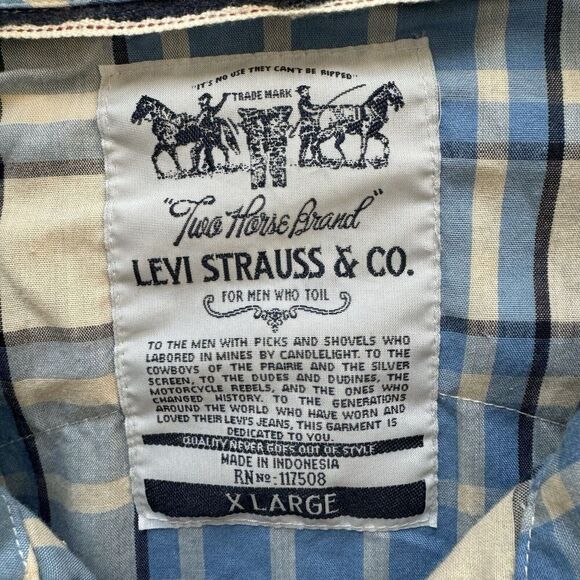 "IT'S NO USE THEY CAN'T BE RIPPED"
TRADE MARK
"Two Horse Brand"
LEVI STRAUSS & CO.
FOR MEN WHO TOIL
TO THE MEN WITH PICKS AND SHOVELS WHO
LABORED IN MINES BY CANDLELIGHT. TO THE
COWBOYS OF THE PRAIRIE AND THE SILVER
SCREEN, TO THE DUDES AND DUDINES, THE
MOTORCYCLE REBELS, AND THE ONES WHO
CHANGED HISTORY. TO THE GENERATIONS
AROUND THE WORLD WHO HAVE WORN AND
LOVED THEIR LEVI'S JEANS, THIS GARMENT IS
DEDICATED TO YOU.
QUALITY NEVER GOES OUT OF STYLE
MADE IN INDONESIA
RN Nº: 117508
X LARGE